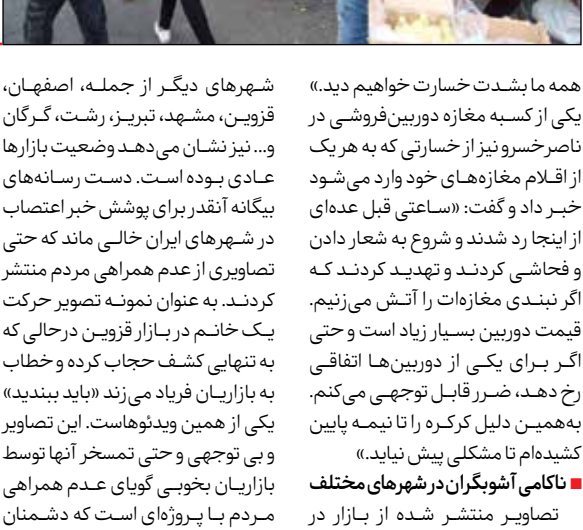 همه ما بشدت خسارت خواهیم دید.»
یکی از کسبه مغازه دوربین‌فروشی در
ناصرخسرو نیز از خسارتی که به هر یک
از اقلام مغازه‌های خود وارد می‌شود
خبر داد و گفت: «ساعتی قبل عده‌ای
از اینجا رد شدند و شروع به شعار دادن
و فحاشی کردند و تهدید کردند که
اگر نبندی مغازه‌ات را آتش می‌زنیم.
قیمت دوربین بسیار زیاد است و حتی
اگر برای یکی از دوربین‌ها اتفاقی
رخ دهد، ضرر قابل توجهی می‌کنم.
به‌همین دلیل کرکره را تا نیمه پایین
کشیده‌ام تا مشکلی پیش نیاید.»
ناکامی آشوبگران در شهرهای مختلف
تصاویر منتشر شده از بازار در
شهرهای دیگر از جمله، اصفهان،
قزوین، مشهد، تبریز، رشت، گرگان
و... نیز نشان می‌دهد وضعیت بازارها
عادی بوده است. دست رسانه‌های
بیگانه آنقدر برای پوشش خبر اعتصاب
در شهرهای ایران خالی ماند که حتی
تصاویری از عدم همراهی مردم منتشر
کردند. به عنوان نمونه تصویر حرکت
یک خانم در بازار قزوین درحالی که
به تنهایی کشف حجاب کرده و خطاب
به بازاریان فریاد می‌زند «باید ببندید»
یکی از همین ویدئوهاست. این تصاویر
و بی توجهی و حتی تمسخر آنها توسط
بازاریان بخوبی گویای عدم همراهی
مردم با پروژه‌ای است که دشمنان